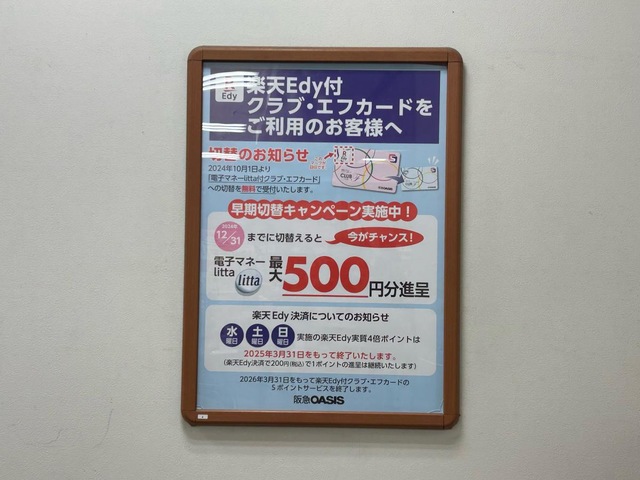 Edy
楽天Edy付
クラブ・エフカードを
ご利用のお客様へ
切替のお知らせ
2024年10月1日より
「電子マネーlitta付クラブ・エフカード」
への切替を無料で受付いたします。
早期切替キャンペーン実施中！
2024年
12/31
までに切替えると
今がチャンス！
電子マネー
litta
litta
最大
500円分進呈
楽天Edy決済についてのお知らせ
水曜日 土曜日 日曜日 実施の楽天Edy実質4倍ポイントは
2025年3月31日をもって終了いたします。
(楽天Edy決済で200円(税込)で1ポイントの進呈は継続いたします)
2026年3月31日をもって楽天Edy付クラブ・エフカードの
Sポイントサービスを終了します。
阪急OASIS